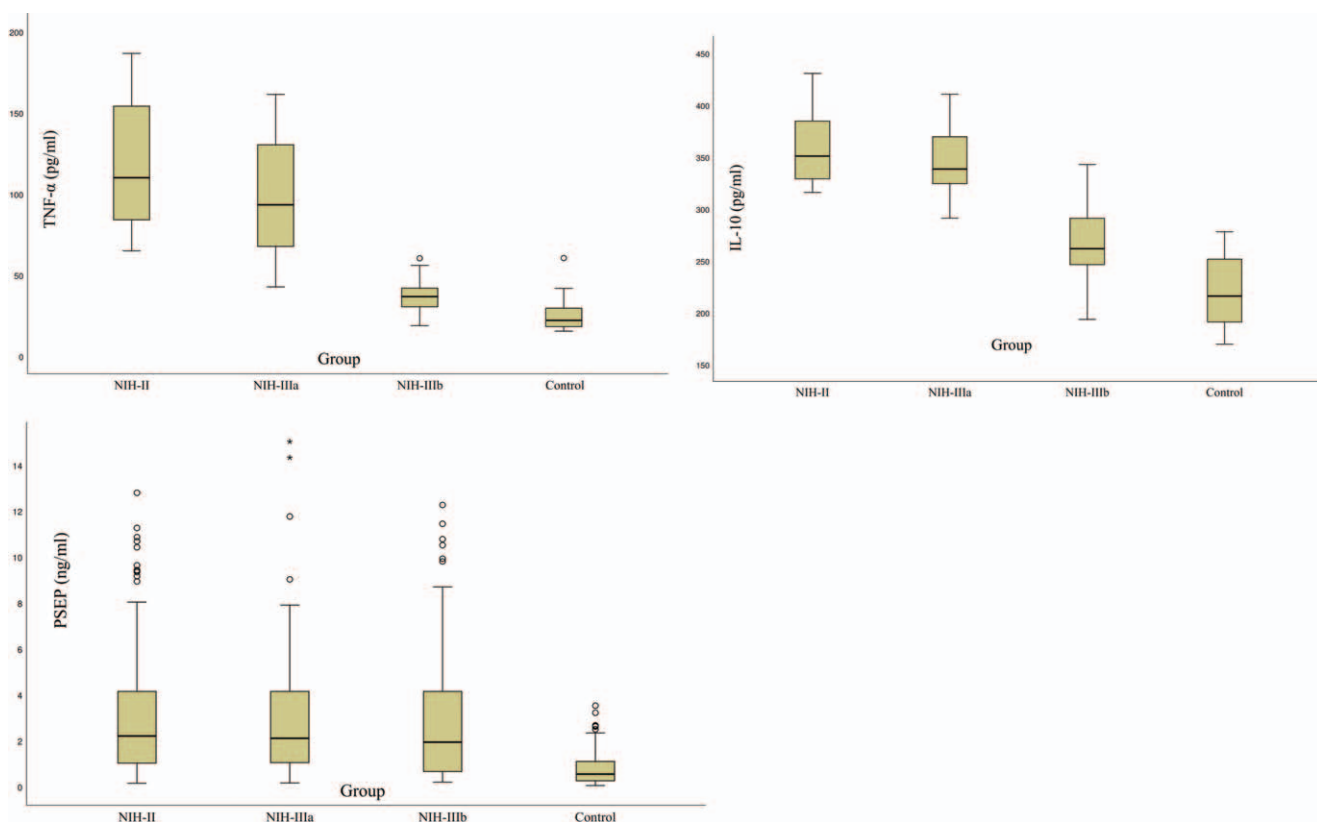 200
150
100
50
0
TNF-α (pg/ml)
Group
NIH-II NIH-IIIa NIH-IIIb Control
450
400
350
300
250
200
150
IL-10 (pg/ml)
Group
NIH-II NIH-IIIa NIH-IIIb Control
14
12
10
8
6
4
2
0
PSEP (ng/ml)
Group
NIH-II NIH-IIIa NIH-IIIb Control